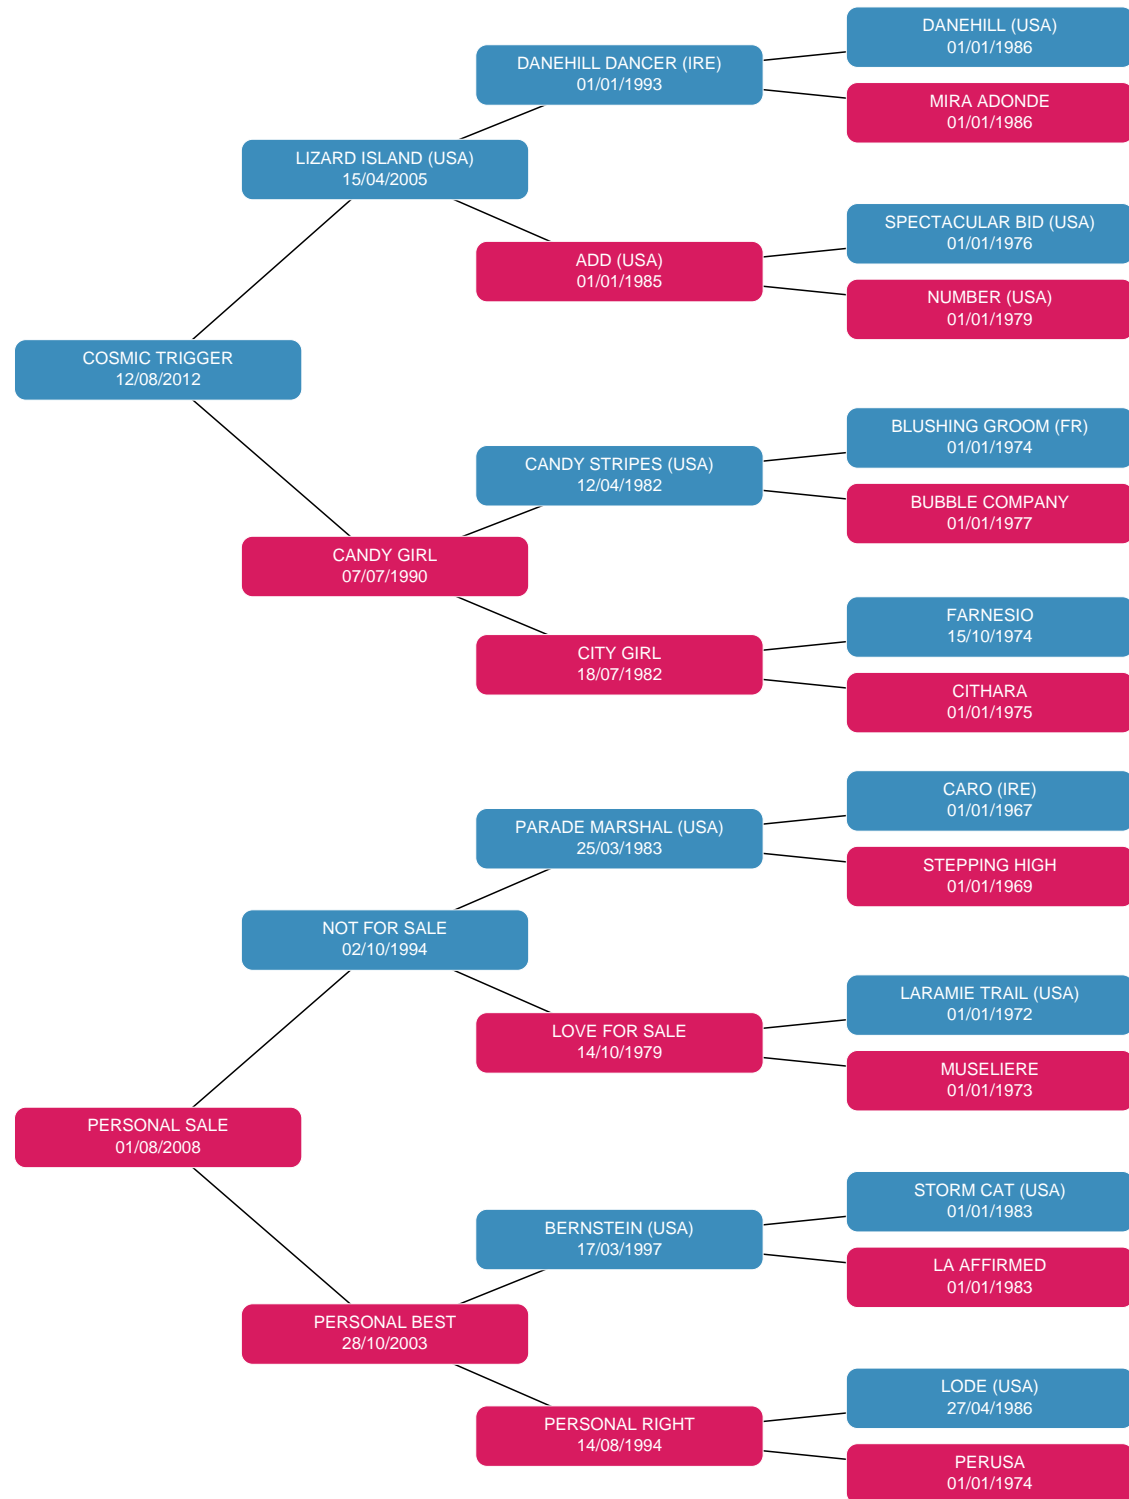 DANEHILL (USA)
01/01/1986
DANEHILL DANCER (IRE)
01/01/1993
MIRA ADONDE
01/01/1986
LIZARD ISLAND (USA)
15/04/2005
SPECTACULAR BID (USA)
01/01/1976
ADD (USA)
01/01/1985
NUMBER (USA)
01/01/1979
COSMIC TRIGGER
12/08/2012
BLUSHING GROOM (FR)
01/01/1974
CANDY STRIPES (USA)
12/04/1982
BUBBLE COMPANY
01/01/1977
CANDY GIRL
07/07/1990
FARNESIO
15/10/1974
CITY GIRL
18/07/1982
CITHARA
01/01/1975
CARO (IRE)
01/01/1967
PARADE MARSHAL (USA)
25/03/1983
STEPPING HIGH
01/01/1969
NOT FOR SALE
02/10/1994
LARAMIE TRAIL (USA)
01/01/1972
LOVE FOR SALE
14/10/1979
MUSELIERE
01/01/1973
PERSONAL SALE
01/08/2008
STORM CAT (USA)
01/01/1983
BERNSTEIN (USA)
17/03/1997
LA AFFIRMED
01/01/1983
PERSONAL BEST
28/10/2003
LODE (USA)
27/04/1986
PERSONAL RIGHT
14/08/1994
PERUSA
01/01/1974